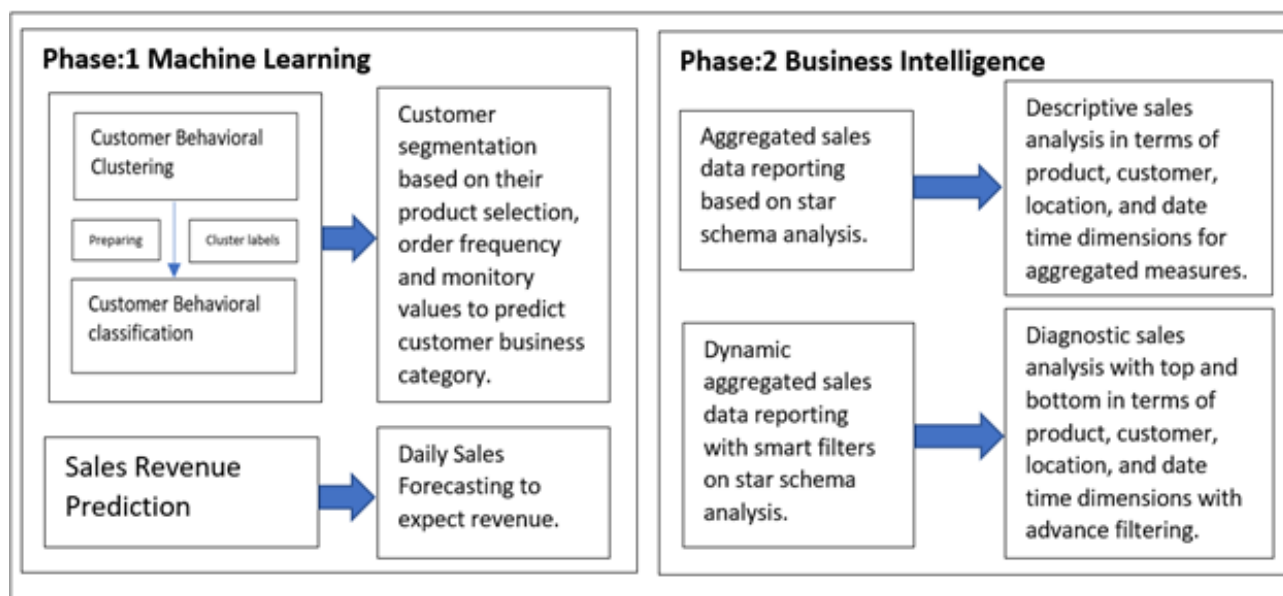 Phase:1 Machine Learning
Customer Behavioral
Clustering
Preparing
Cluster labels
Customer Behavioral
classification
Customer
segmentation
based on their
product selection,
order frequency
and monitory
values to predict
customer business
category.
Sales Revenue
Prediction
Daily Sales
Forecasting to
expect revenue.
Phase:2 Business Intelligence
Aggregated sales
data reporting
based on star
schema analysis.
Descriptive sales
analysis in terms of
product, customer,
location, and date
time dimensions for
aggregated measures.
Dynamic
aggregated sales
data reporting
with smart filters
on star schema
analysis.
Diagnostic sales
analysis with top and
bottom in terms of
product, customer,
location, and date
time dimensions with
advance filtering.